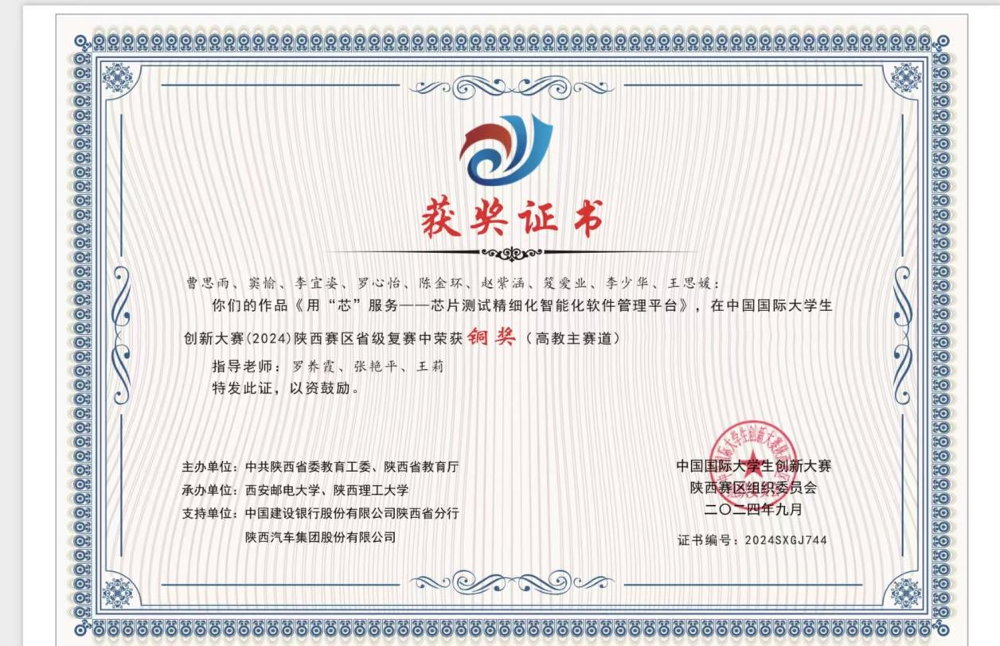 获奖证书
曹思雨、窦愉、李宜姿、罗心怡、陈金环、赵紫涵、笈爱业、李少华、王思媛：
你们的作品《用“芯”服务——芯片测试精细化智能化软件管理平台》，在中国国际大学生
创新大赛(2024)陕西赛区省级复赛中荣获铜奖（高教主赛道）
指导老师：罗养霞、张艳平、王莉
特发此证，以资鼓励。
主办单位：中共陕西省委教育工委、陕西省教育厅
承办单位：西安邮电大学、陕西理工大学
支持单位：中国建设银行股份有限公司陕西省分行
陕西汽车集团股份有限公司
中国国际大学生创新大赛
陕西赛区组织委员会
二〇二四年九月
证书编号：2024SXGJ744